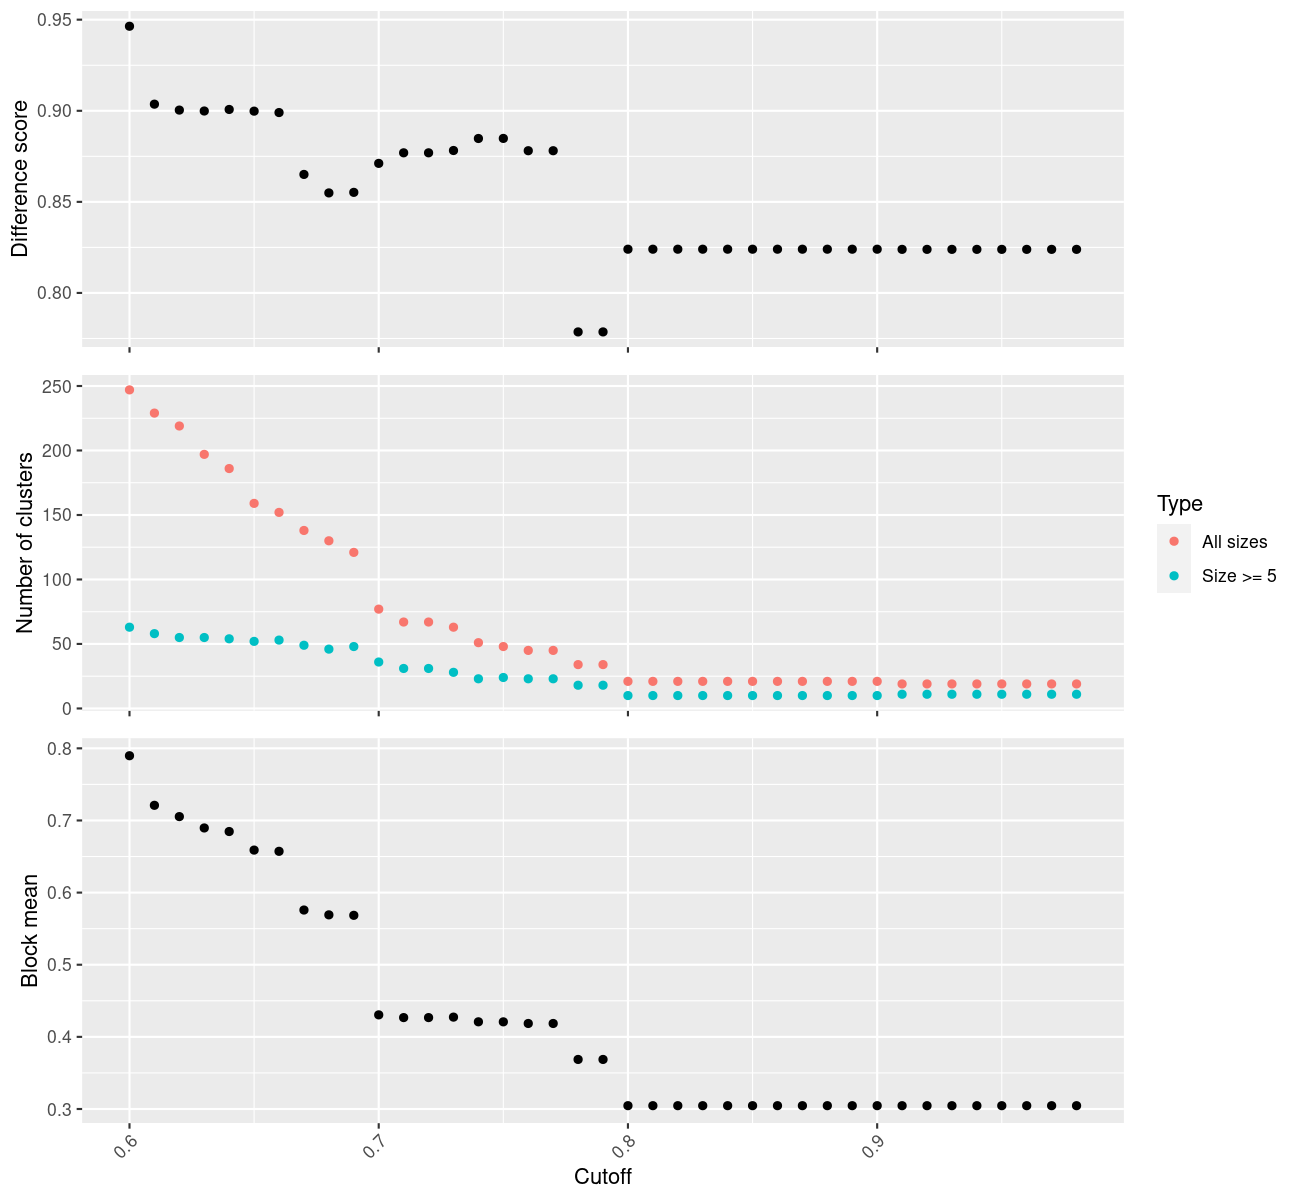 Difference score
0.95
0.90
0.85
0.80
Number of clusters
250
200
150
100
50
0
Type
All sizes
Size >= 5
Block mean
0.8
0.7
0.6
0.5
0.4
0.3
0.6 0.7 0.8 0.9
Cutoff